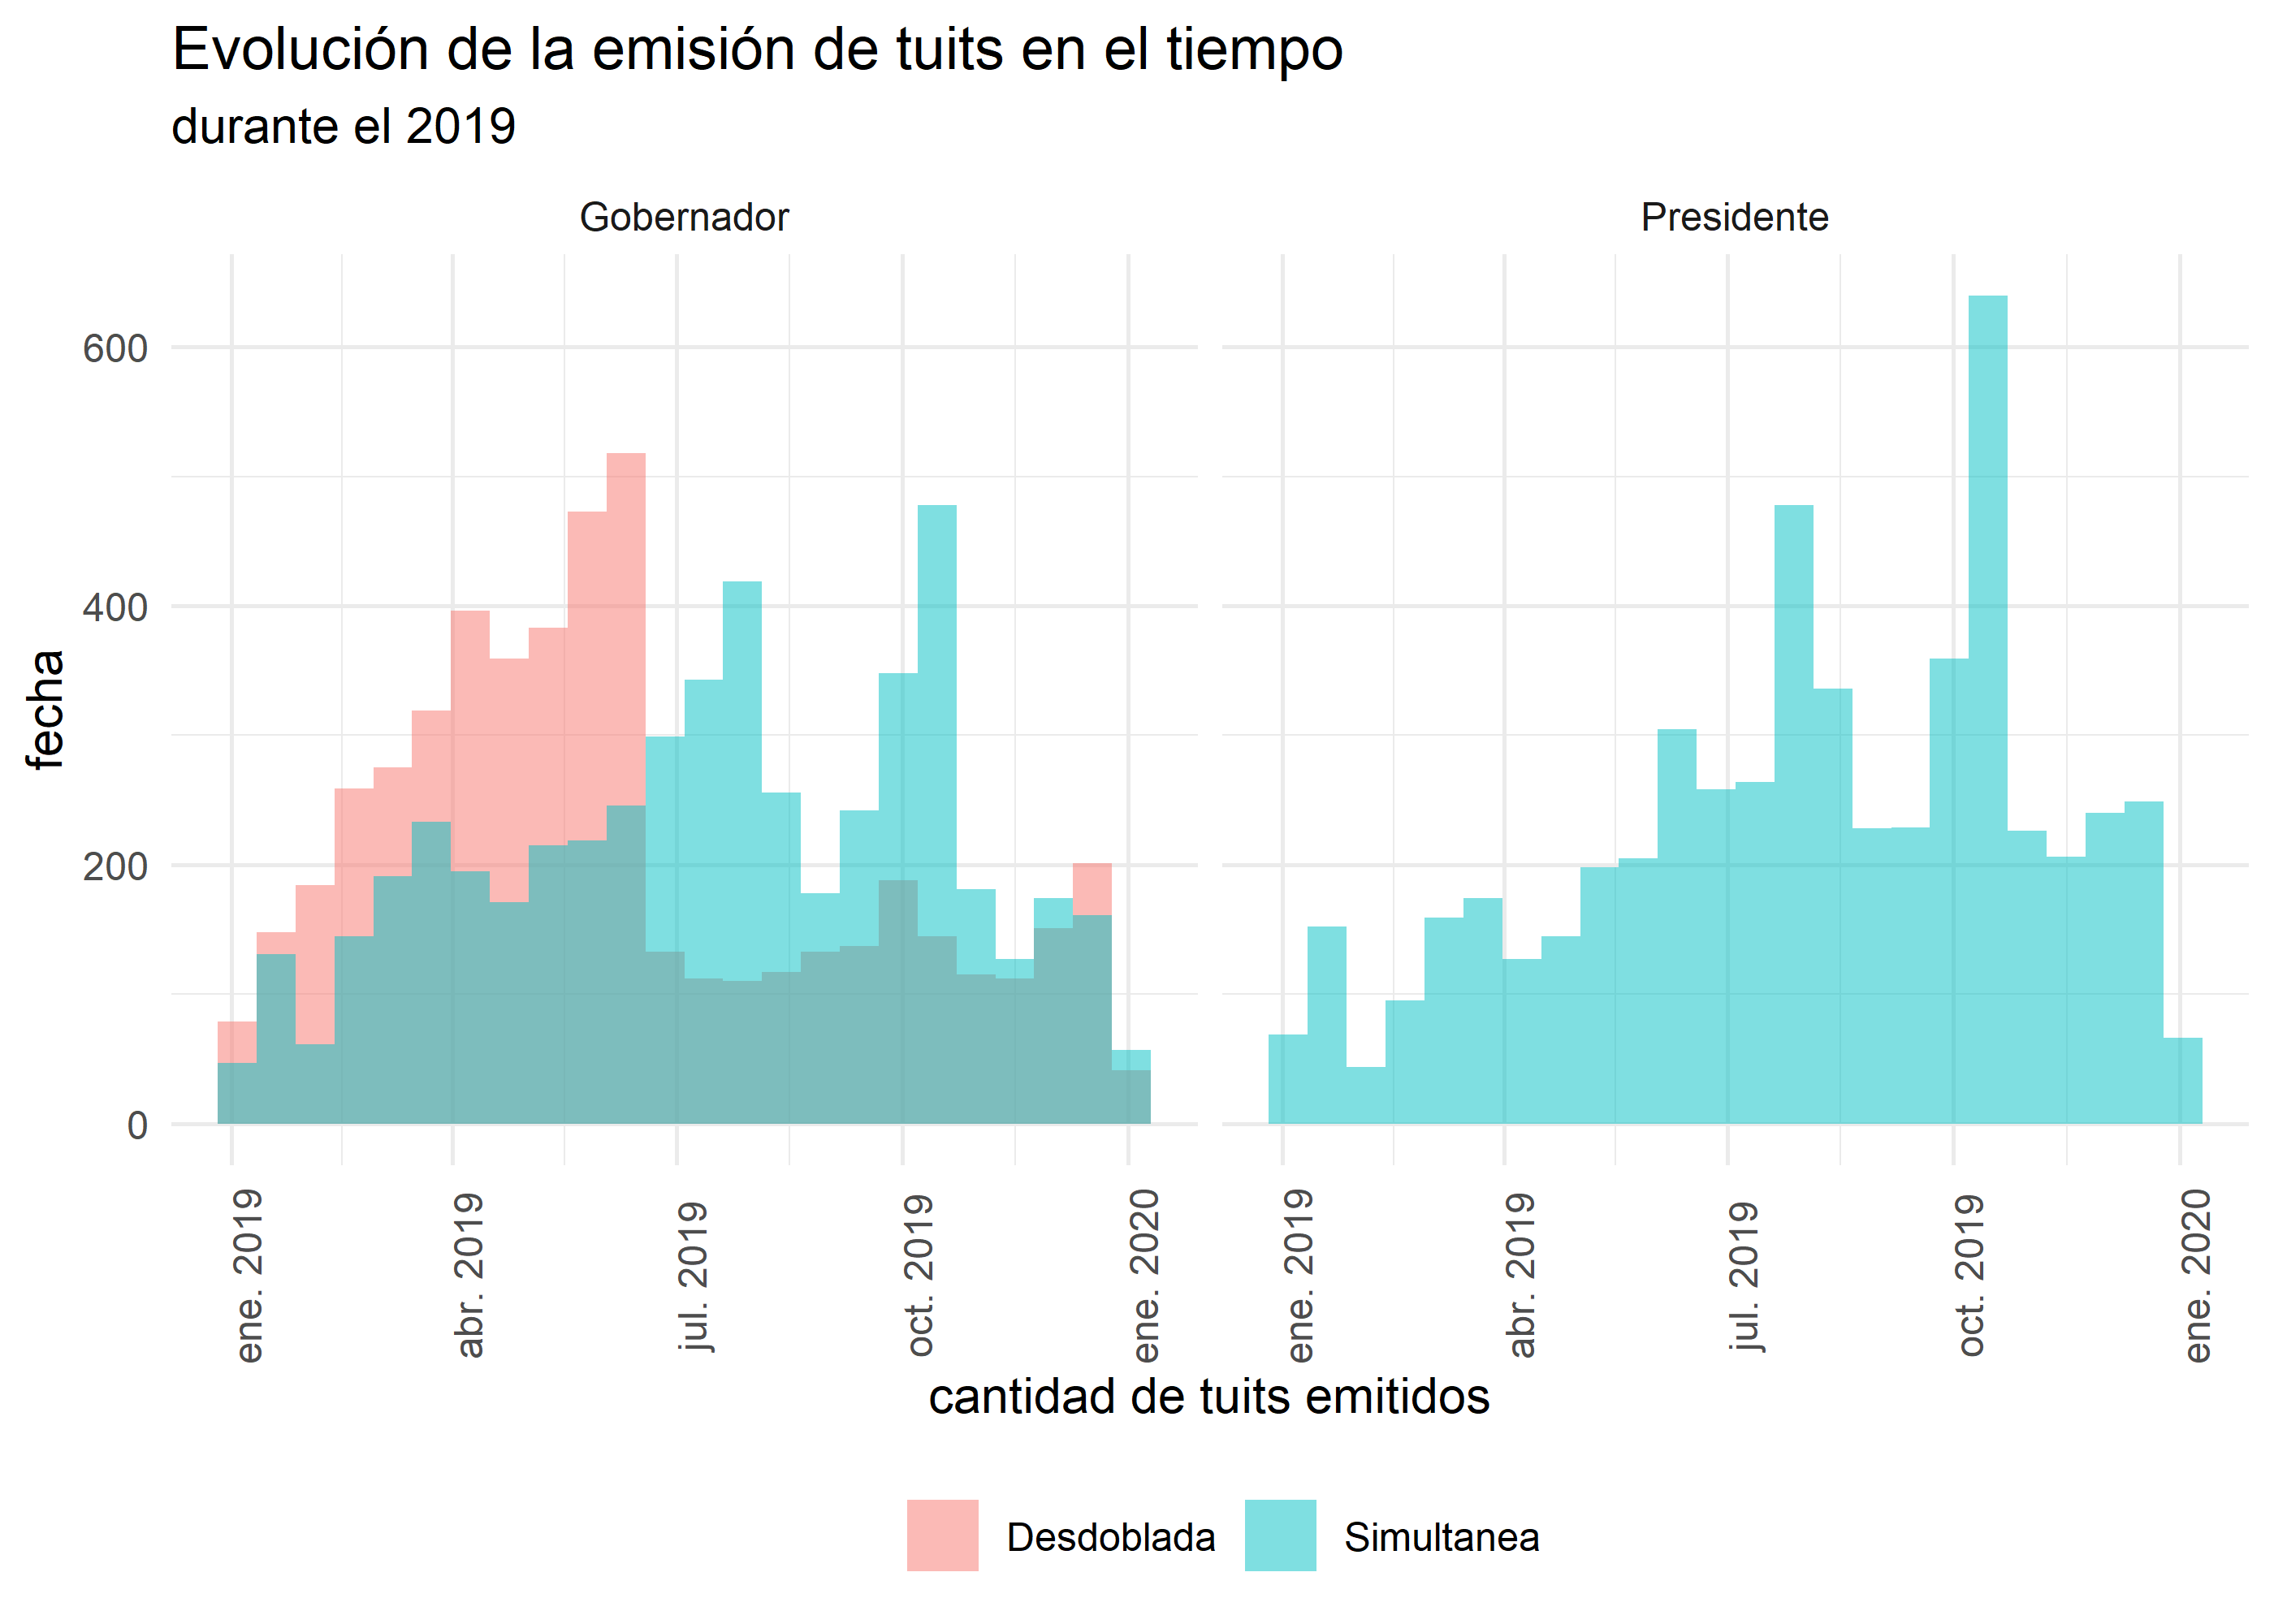 Evolución de la emisión de tuits en el tiempo
durante el 2019
Gobernador
Presidente
600
400
200
0
fecha
ene. 2019
abr. 2019
jul. 2019
oct. 2019
ene. 2020
ene. 2019
abr. 2019
jul. 2019
oct. 2019
ene. 2020
cantidad de tuits emitidos
Desdoblada
Simultanea